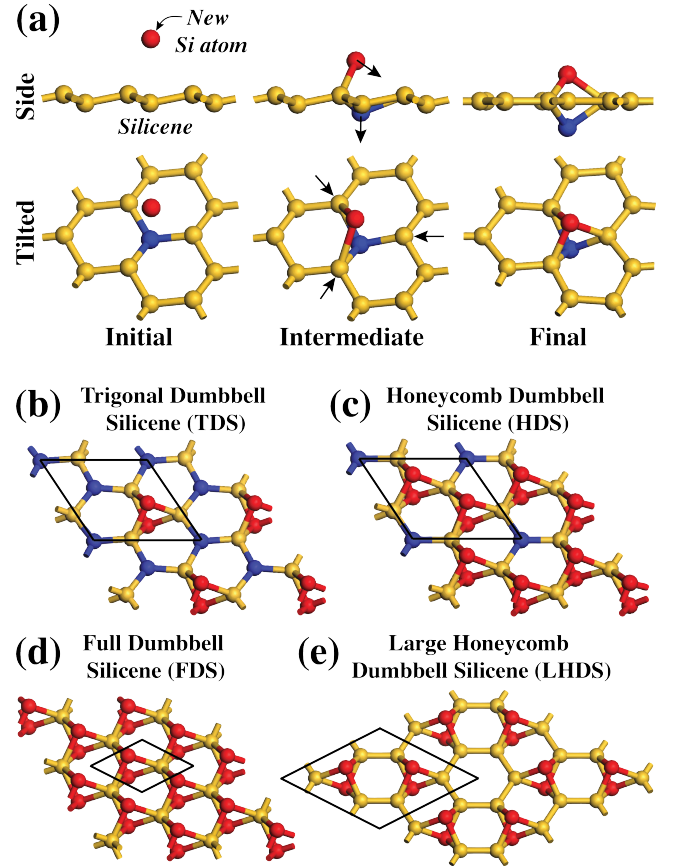 (a)
New
Si atom
Side
Silicene
Tilted
Initial
Intermediate
Final
(b)
Trigonal Dumbbell
Silicene (TDS)
(c)
Honeycomb Dumbbell
Silicene (HDS)
(d)
Full Dumbbell
Silicene (FDS)
(e)
Large Honeycomb
Dumbbell Silicene (LHDS)